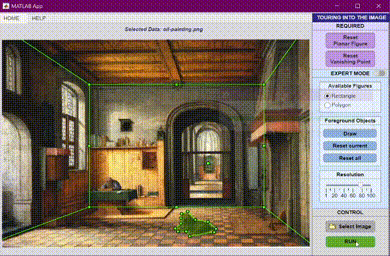 MATLAB App
HOME
HELP
TOURING INTO THE IMAGE
Selected Data: oil-painting.png
REQUIRED
Reset
Planar Figure
Reset
Vanishing Point
EXPERT MODE
Available Figures
Rectangle
Polygon
Foreground Objects
Draw
Reset current
Reset all
Resolution
1 20 40 60 80 100
CONTROL
Select Image
RUN